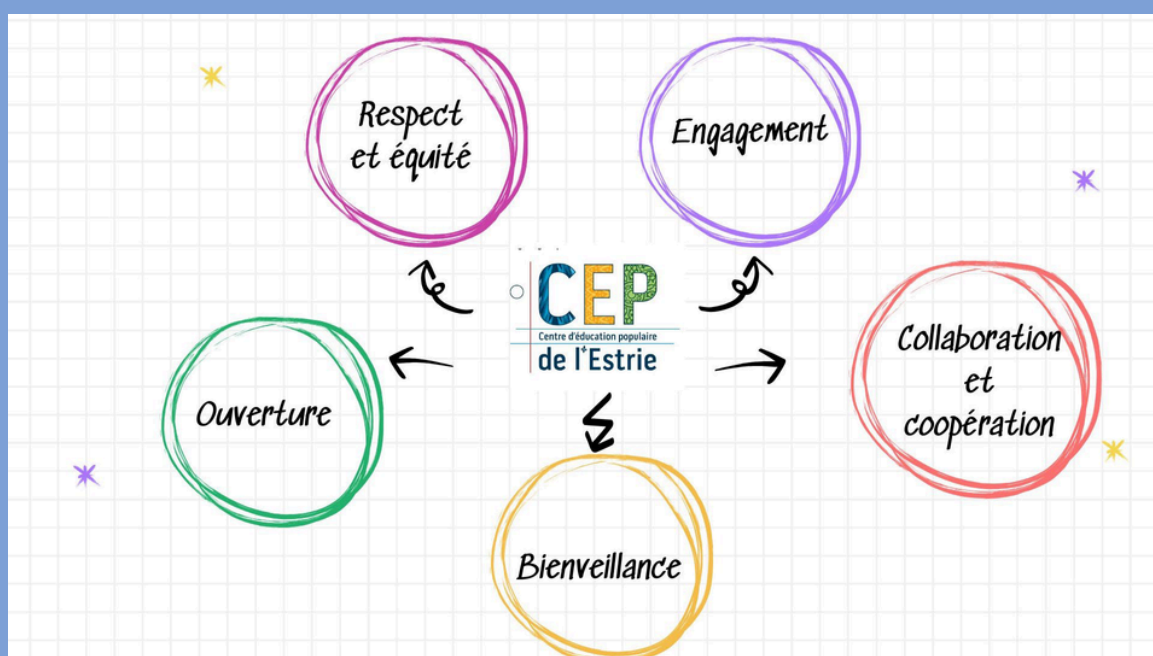 Respect
et équité
Engagement
CEP
Centre d'éducation populaire
de l'Estrie
Collaboration
et
coopération
Ouverture
Bienveillance